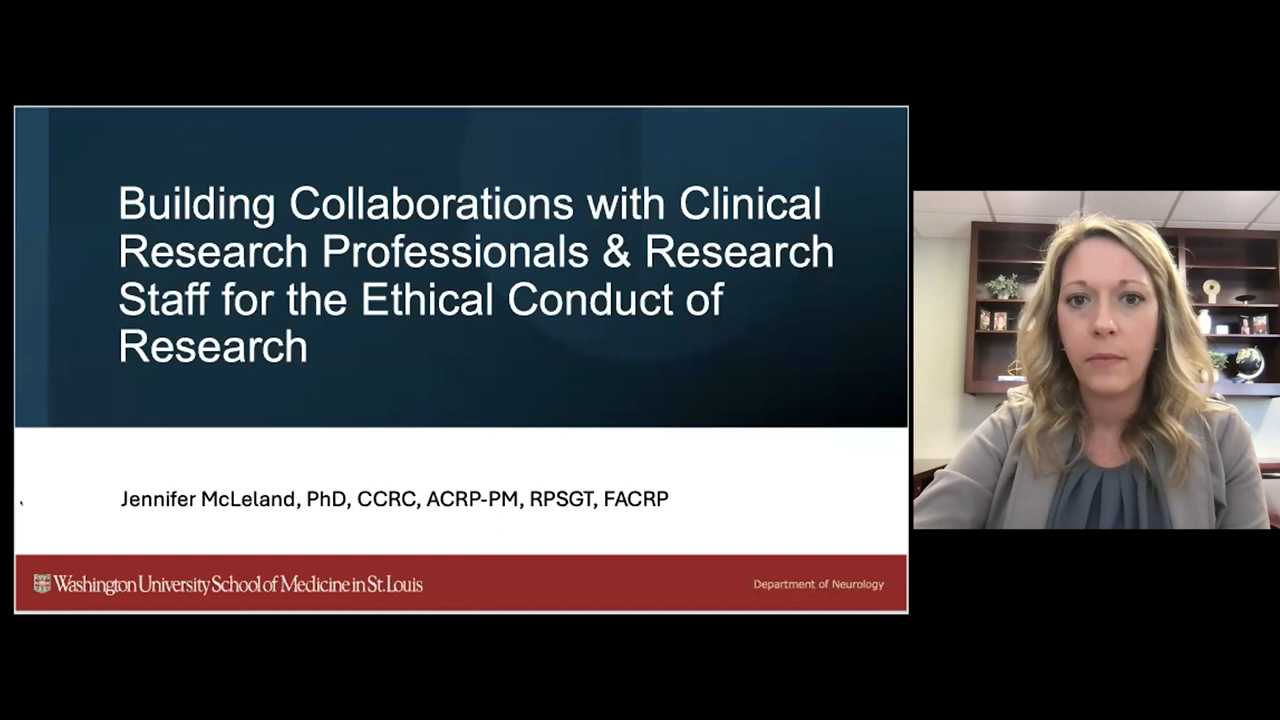 Building Collaborations with Clinical
Research Professionals & Research
Staff for the Ethical Conduct of
Research
Jennifer McLeland, PhD, CCRC, ACRP-PM, RPSGT, FACRP
Washington University School of Medicine in St. Louis
Department of Neurology